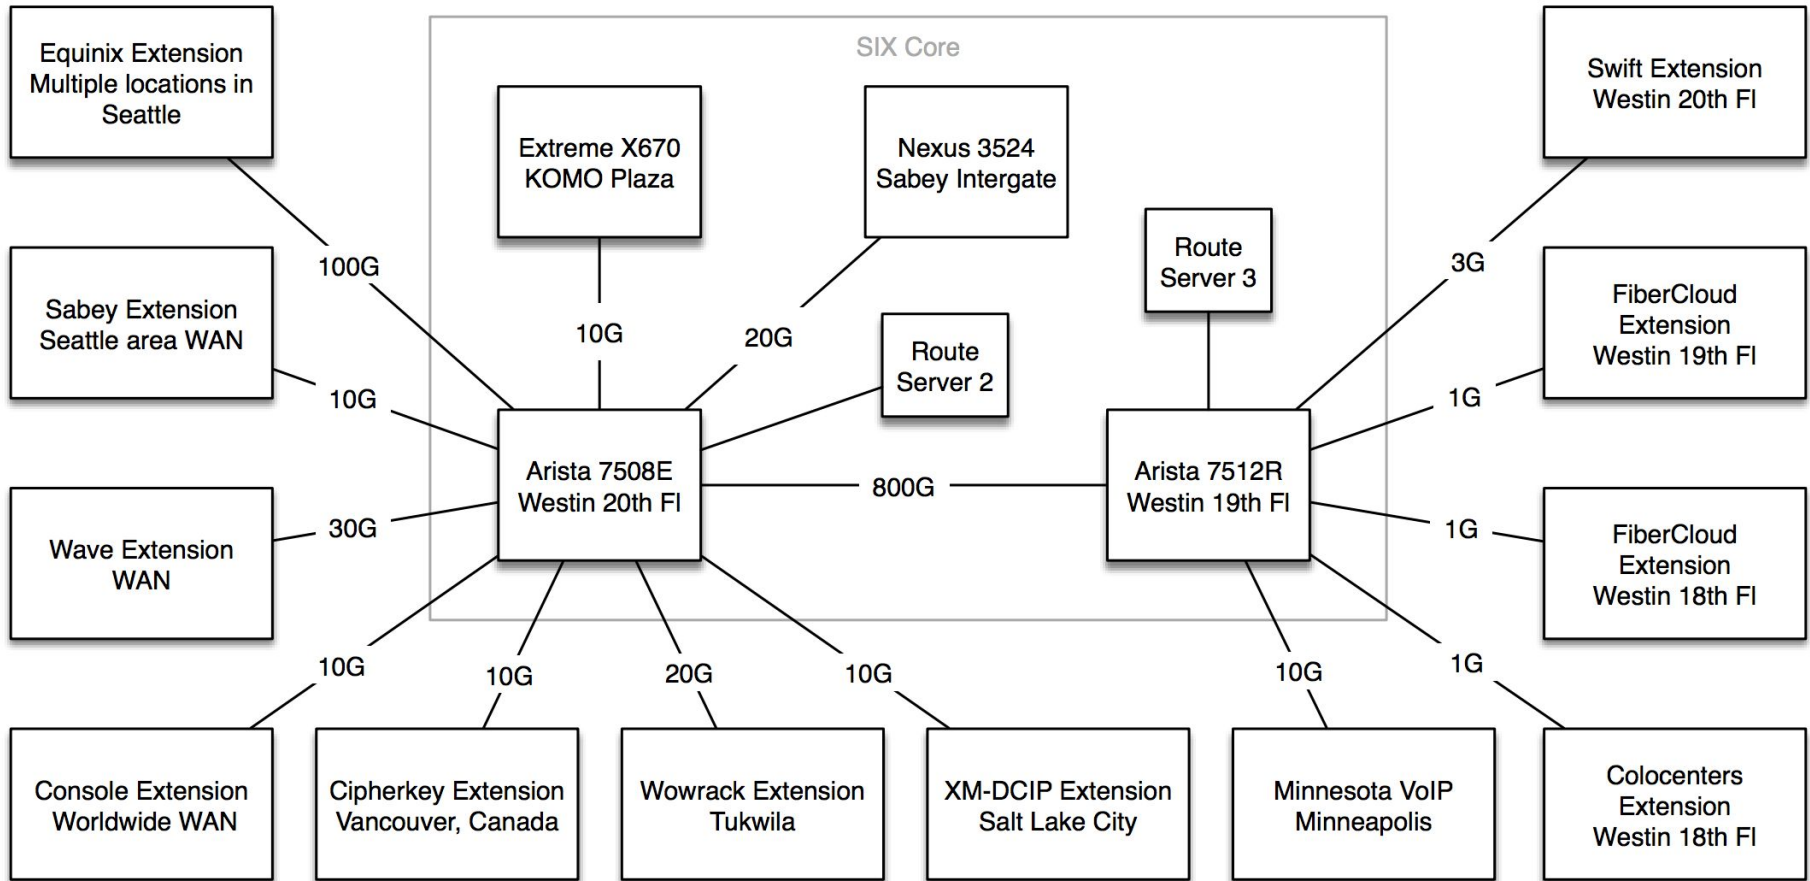 SIX Core
Equinix Extension
Multiple locations in
Seattle
Extreme X670
KOMO Plaza
Nexus 3524
Sabey Intergate
Swift Extension
Westin 20th Fl
Route
Server 3
100G
3G
Sabey Extension
Seattle area WAN
10G
20G
Route
Server 2
FiberCloud
Extension
Westin 19th Fl
10G
1G
Arista 7508E
Westin 20th Fl
800G
Arista 7512R
Westin 19th Fl
Wave Extension
WAN
30G
1G
FiberCloud
Extension
Westin 18th Fl
10G
10G
20G
10G
10G
1G
Console Extension
Worldwide WAN
Cipherkey Extension
Vancouver, Canada
Wowrack Extension
Tukwila
XM-DCIP Extension
Salt Lake City
Minnesota VoIP
Minneapolis
Colocenters
Extension
Westin 18th Fl